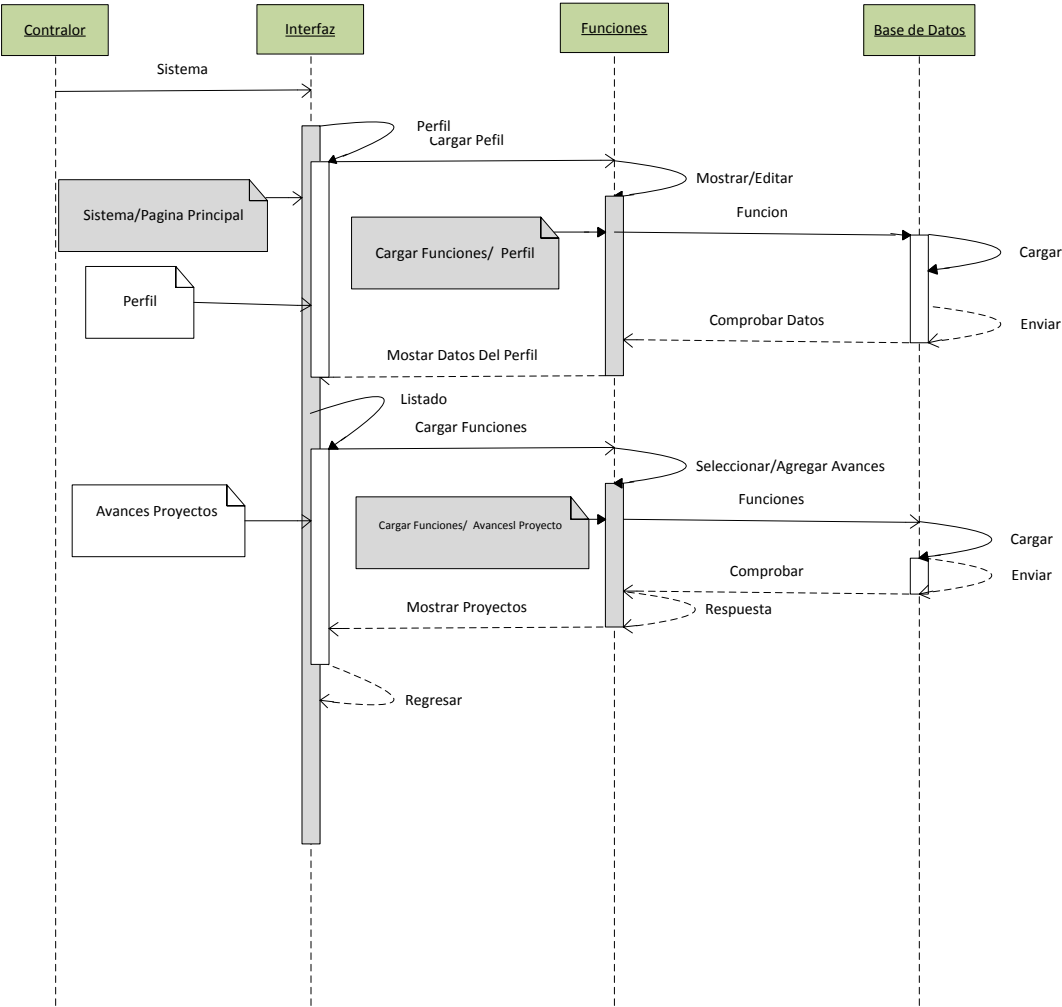 Contralor
Interfaz
Funciones
Base de Datos
Sistema
Perfil
Cargar Pefil
Mostrar/Editar
Sistema/Pagina Principal
Funcion
Cargar Funciones/ Perfil
Cargar
Perfil
Comprobar Datos
Enviar
Mostar Datos Del Perfil
Listado
Cargar Funciones
Seleccionar/Agregar Avances
Avances Proyectos
Funciones
Cargar Funciones/ Avancesl Proyecto
Cargar
Comprobar
Enviar
Mostrar Proyectos
Respuesta
Regresar